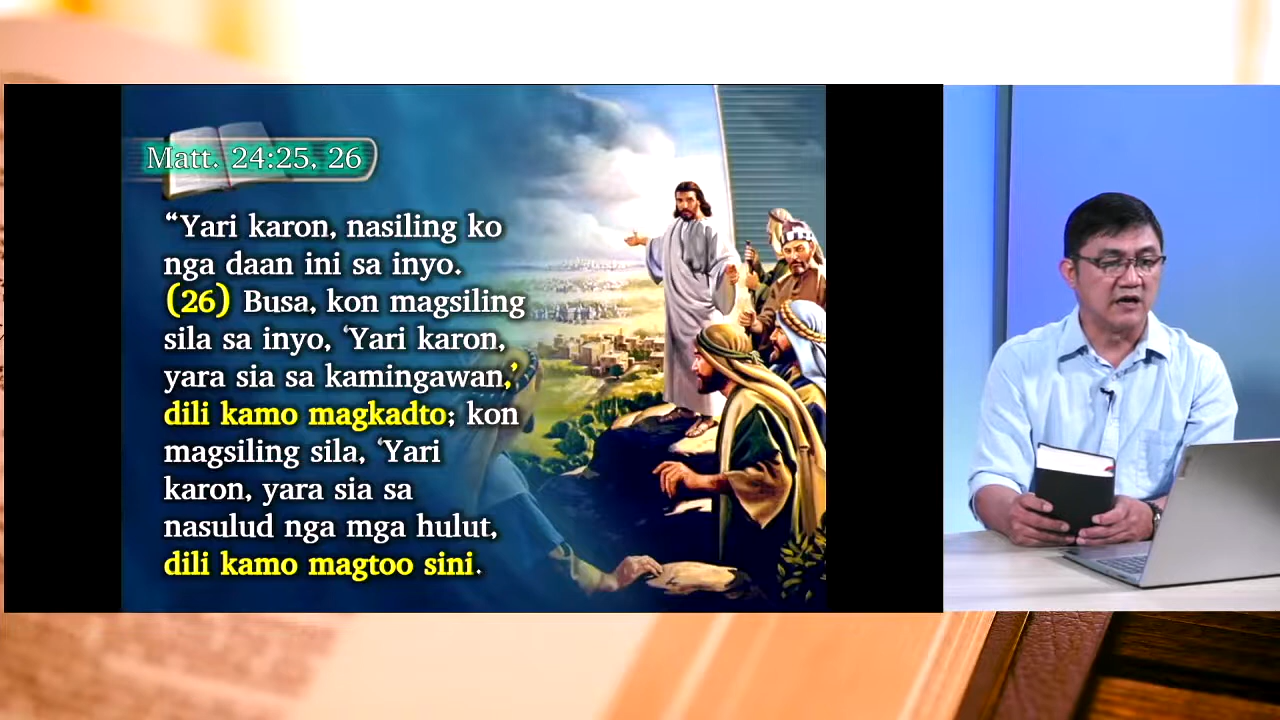 Matt. 24:25, 26
“Yari karon, nasiling ko
nga daan ini sa inyo.
(26) Busa, kon magsiling
sila sa inyo, ‘Yari karon,
yara sia sa kamingawan,’
dili kamo magkadto; kon
magsiling sila, ‘Yari
karon, yara sia sa
nasulud nga mga hulut,
dili kamo magtoo sini.